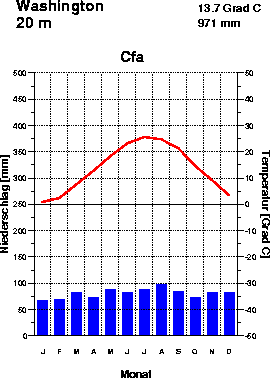 Washington
20 m
13.7 Grad C
971 mm
Cfa
500 50
450 40
400 30
350 20
300 10
250 0
200 -10
150 -20
100 -30
50 -40
0 -50
Niederschlag [mm]
Temperatur [Grad C]
J F M A M J J A S O N D
Monat